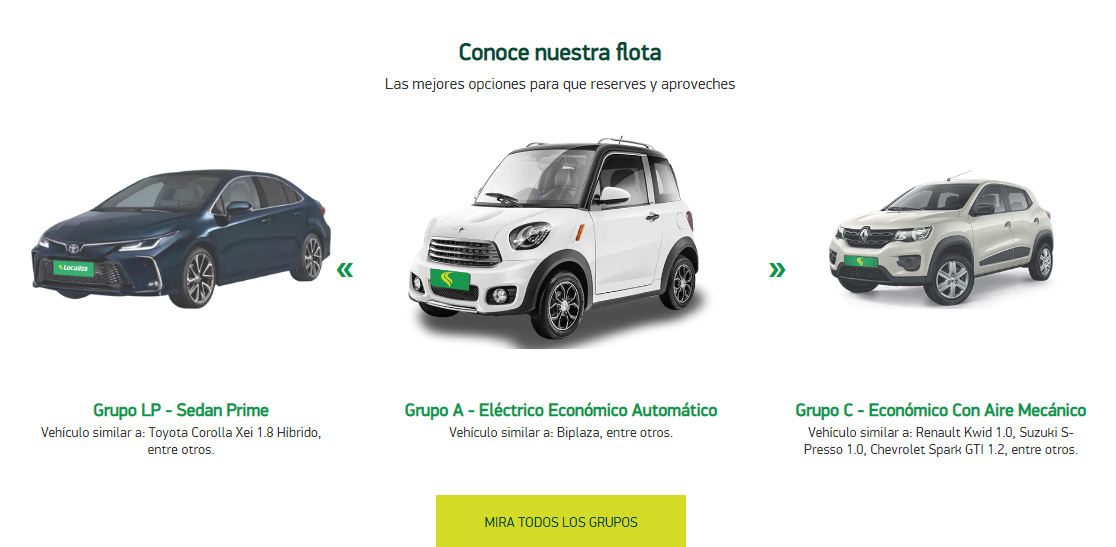 Conoce nuestra flota
Las mejores opciones para que reserves y aproveches
Localiza
«
»
Grupo LP - Sedan Prime
Vehículo similar a: Toyota Corolla Xei 1.8 Híbrido,
entre otros.
Grupo A - Eléctrico Económico Automático
Vehículo similar a: Biplaza, entre otros.
Grupo C - Económico Con Aire Mecánico
Vehículo similar a: Renault Kwid 1.0, Suzuki S-
Presso 1.0, Chevrolet Spark GTI 1.2, entre otros.
MIRA TODOS LOS GRUPOS